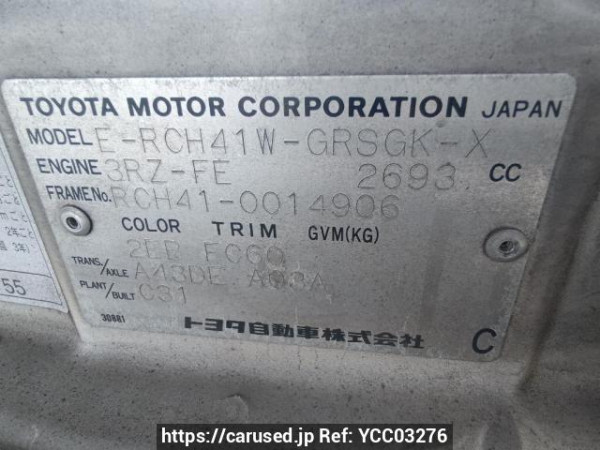 TOYOTA MOTOR CORPORATION JAPAN
MODEL E-RCH41W-GRSGK-X
ENGINE 3RZ-FE 2693 CC
FRAME No. RCH41-0014906
COLOR TRIM GVM(KG)
FC60
TRANS./AXLE A43DE A03A
PLANT/BUILT C31
30881
トヨタ自動車株式会社 C
55
https://carused.jp Ref: YCC03276